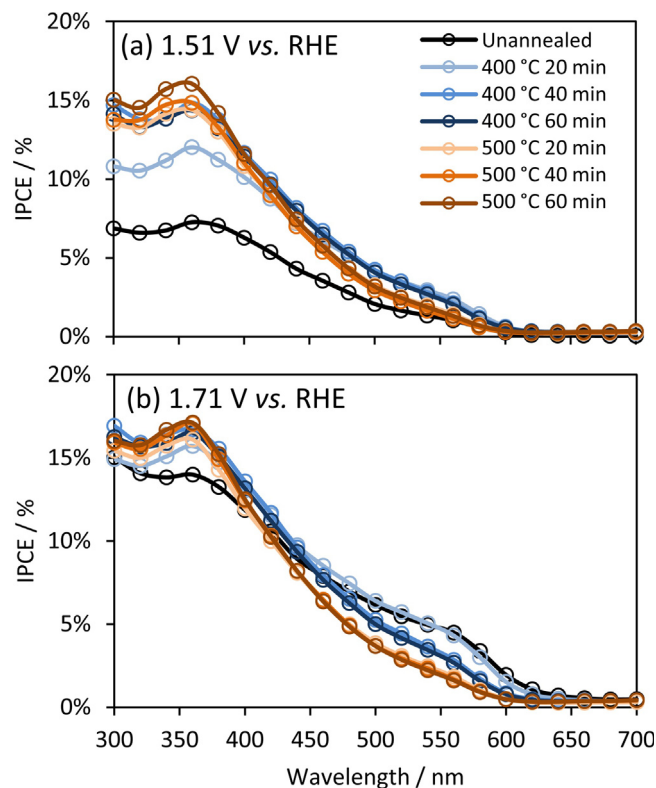 20%
(a) 1.51 V vs. RHE
Unannealed
400 °C 20 min
15%
400 °C 40 min
400 °C 60 min
10%
500 °C 20 min
500 °C 40 min
500 °C 60 min
5%
0%
IPCE / %
20%
(b) 1.71 V vs. RHE
15%
10%
5%
0%
IPCE / %
300 350 400 450 500 550 600 650 700
Wavelength / nm